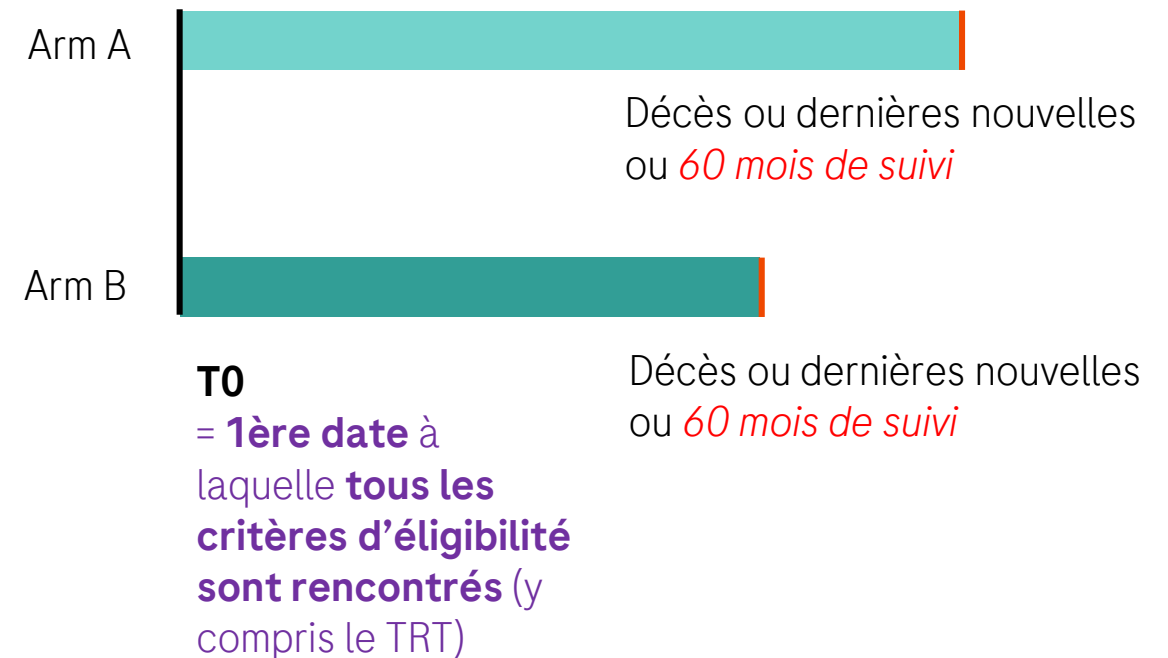 Arm A
Décès ou dernières nouvelles
ou 60 mois de suivi
Arm B
Décès ou dernières nouvelles
ou 60 mois de suivi
T0
= 1ère date à
laquelle tous les
critères d’éligibilité
sont rencontrés (y
compris le TRT)